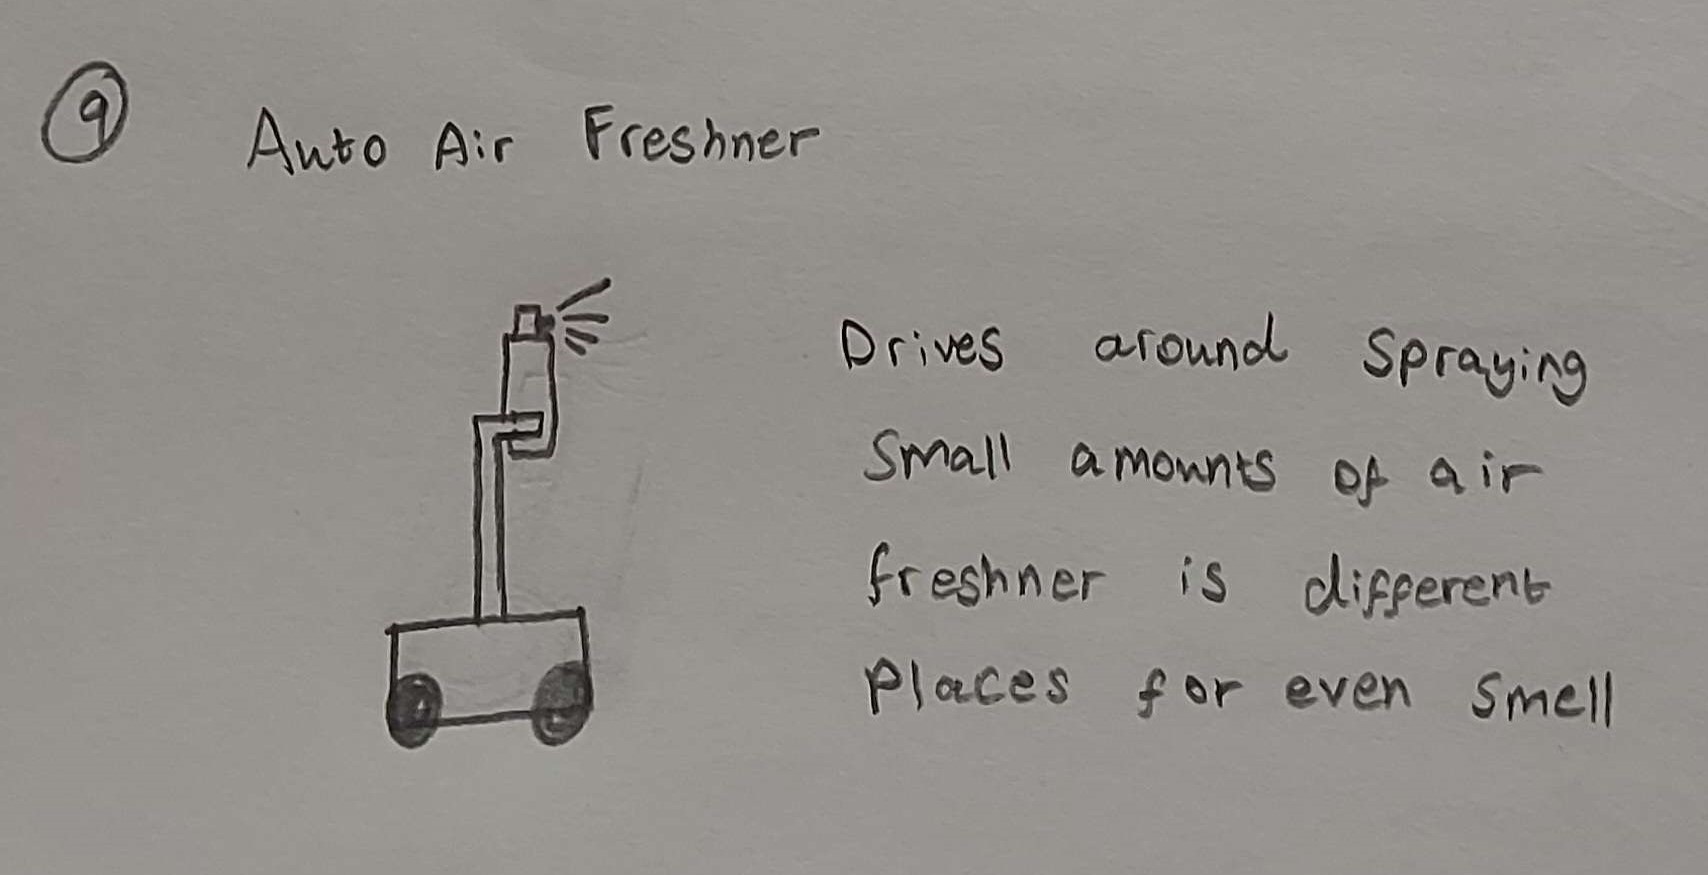 9
Auto Air Freshner
Drives around spraying
small amounts of air
freshner is different
places for even smell